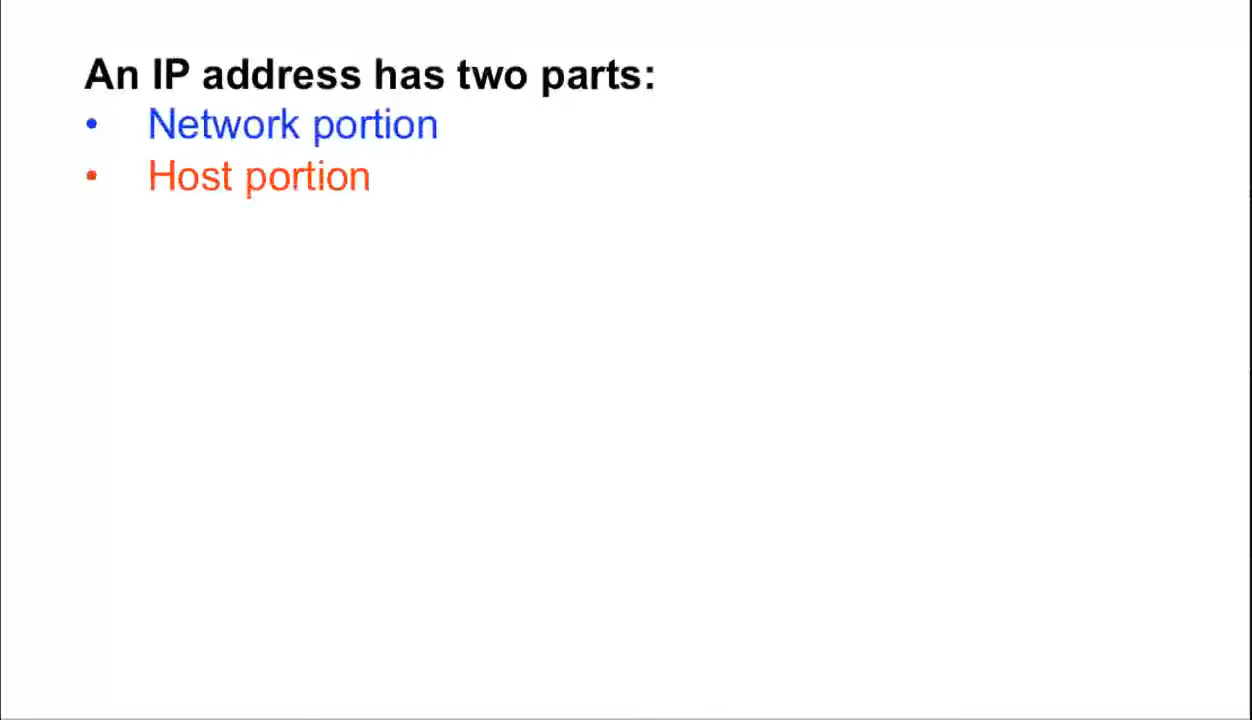 An IP address has two parts:
• Network portion
• Host portion